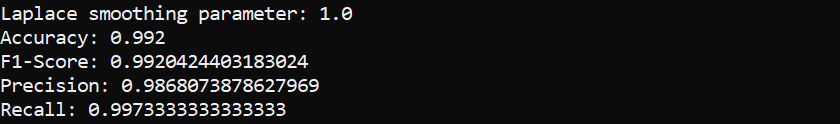 Laplace smoothing parameter: 1.0
Accuracy: 0.992
F1-Score: 0.9920424403183024
Precision: 0.9868073878627969
Recall: 0.9973333333333333